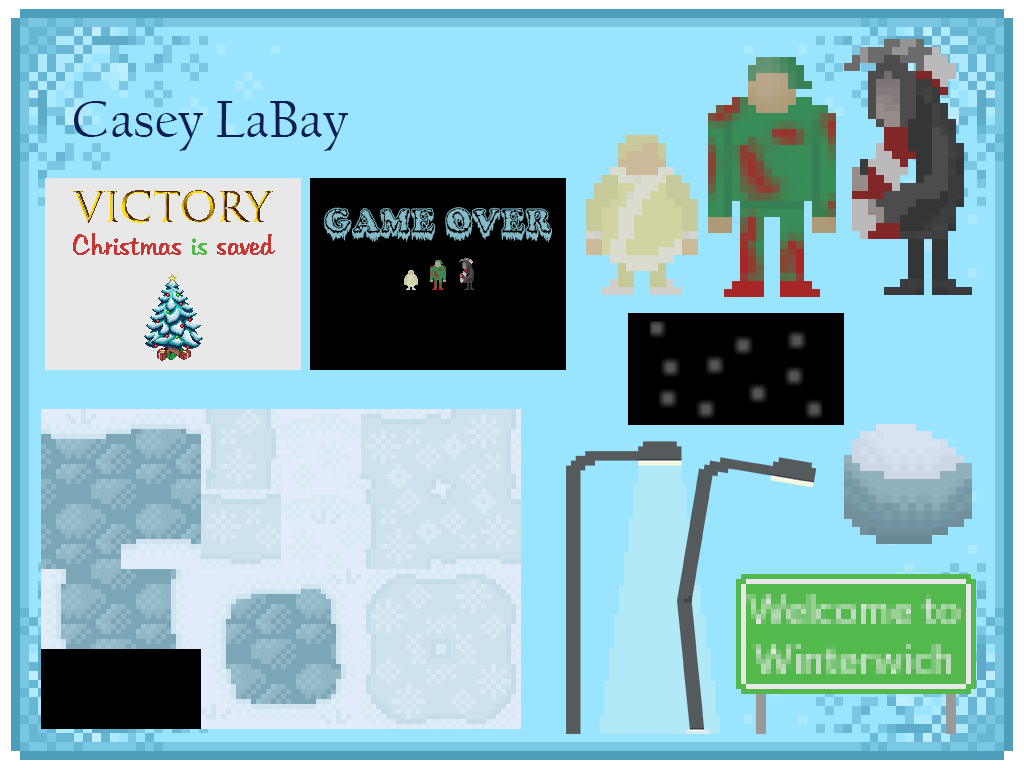 Casey LaBay
VICTORY
Christmas is saved
GAME OVER
Welcome to
Winterwich